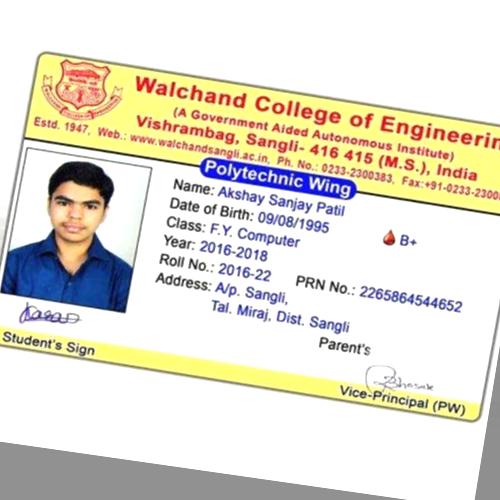 Walchand College of Engineerin
(A Government Aided Autonomous Institute)
Vishrambag, Sangli- 416 415 (M.S.), India
Estd. 1947, Web.: www.walchandsangli.ac.in, Ph. No.: 0233-2300383, Fax:+91-0233-2300
Polytechnic Wing
Name: Akshay Sanjay Patil
Date of Birth: 09/08/1995
B+
Class: F.Y. Computer
Year: 2016-2018
Roll No.: 2016-22 PRN No.: 2265864544652
Address: A/p. Sangli,
Tal. Miraj, Dist. Sangli
Parent's
Student's Sign
Vice-Principal (PW)